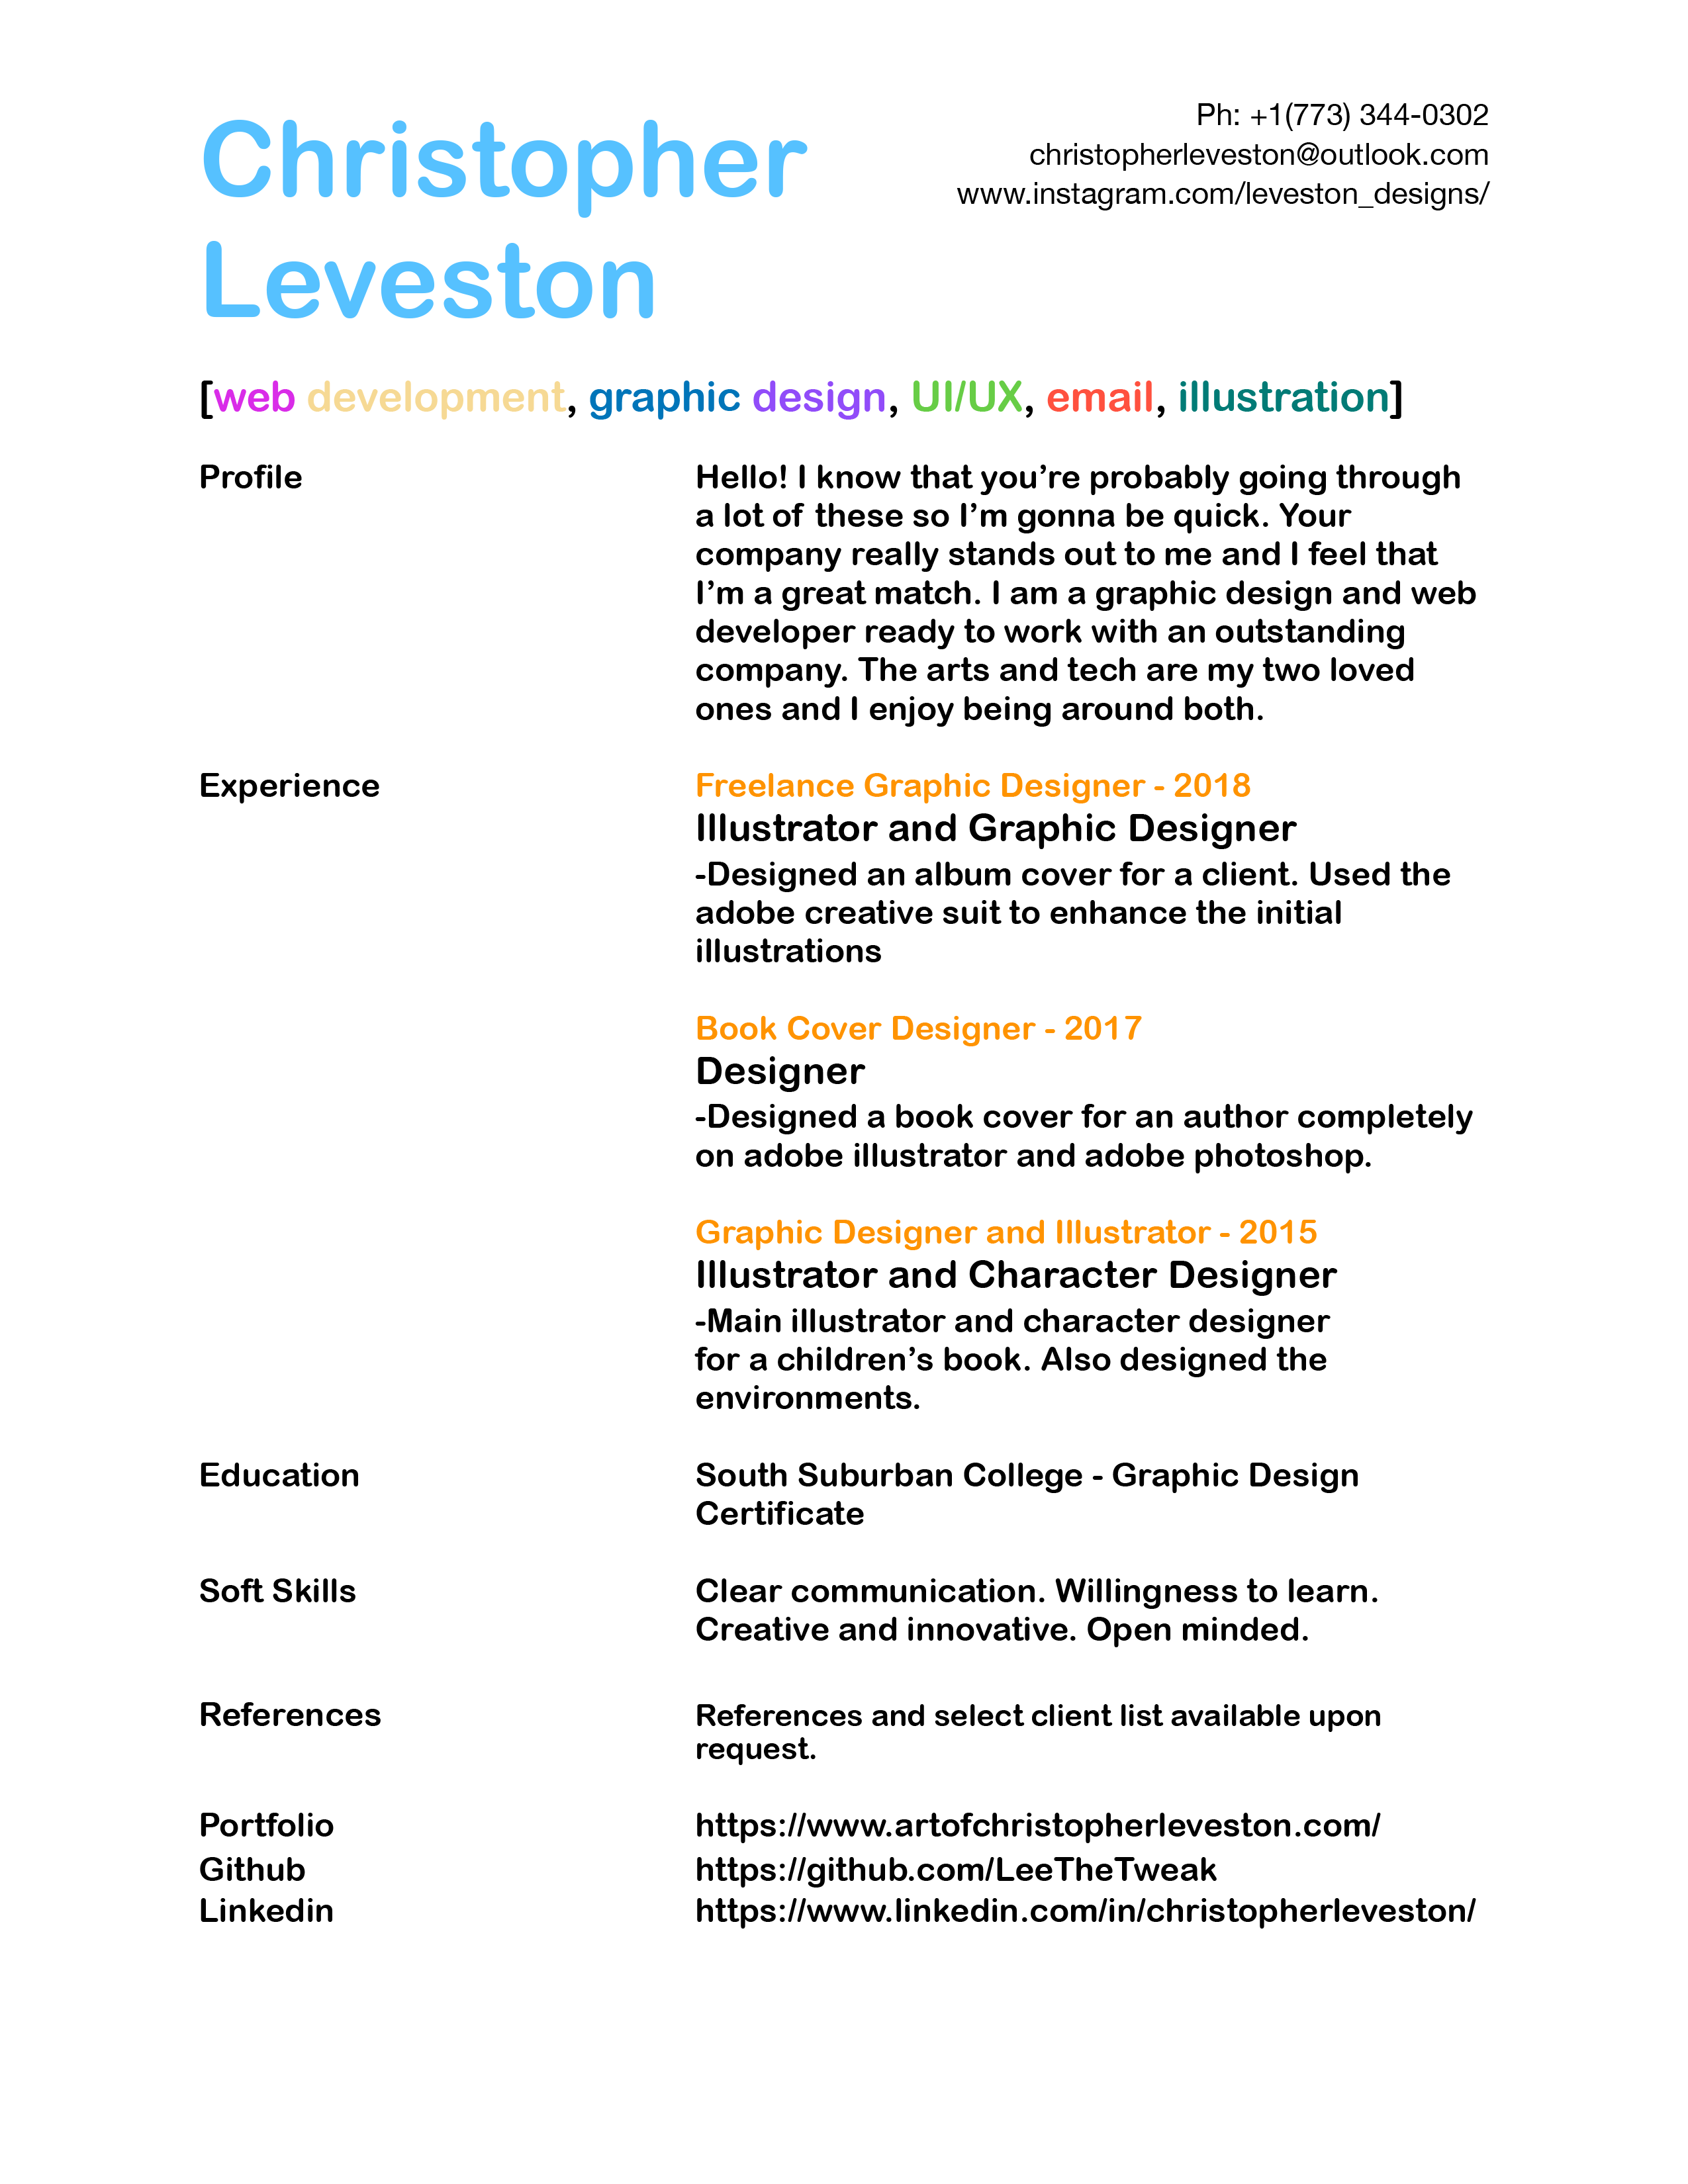 Christopher
Leveston
Ph: +1(773) 344-0302
christopherleveston@outlook.com
www.instagram.com/leveston_designs/
[web development, graphic design, UI/UX, email, illustration]
Profile
Hello! I know that you’re probably going through
a lot of these so I’m gonna be quick. Your
company really stands out to me and I feel that
I’m a great match. I am a graphic design and web
developer ready to work with an outstanding
company. The arts and tech are my two loved
ones and I enjoy being around both.
Experience
Freelance Graphic Designer - 2018
Illustrator and Graphic Designer
-Designed an album cover for a client. Used the
adobe creative suit to enhance the initial
illustrations
Book Cover Designer - 2017
Designer
-Designed a book cover for an author completely
on adobe illustrator and adobe photoshop.
Graphic Designer and Illustrator - 2015
Illustrator and Character Designer
-Main illustrator and character designer
for a children’s book. Also designed the
environments.
Education
South Suburban College - Graphic Design
Certificate
Soft Skills
Clear communication. Willingness to learn.
Creative and innovative. Open minded.
References
References and select client list available upon
request.
Portfolio
https://www.artofchristopherleveston.com/
Github
https://github.com/LeeTheTweak
Linkedin
https://www.linkedin.com/in/christopherleveston/